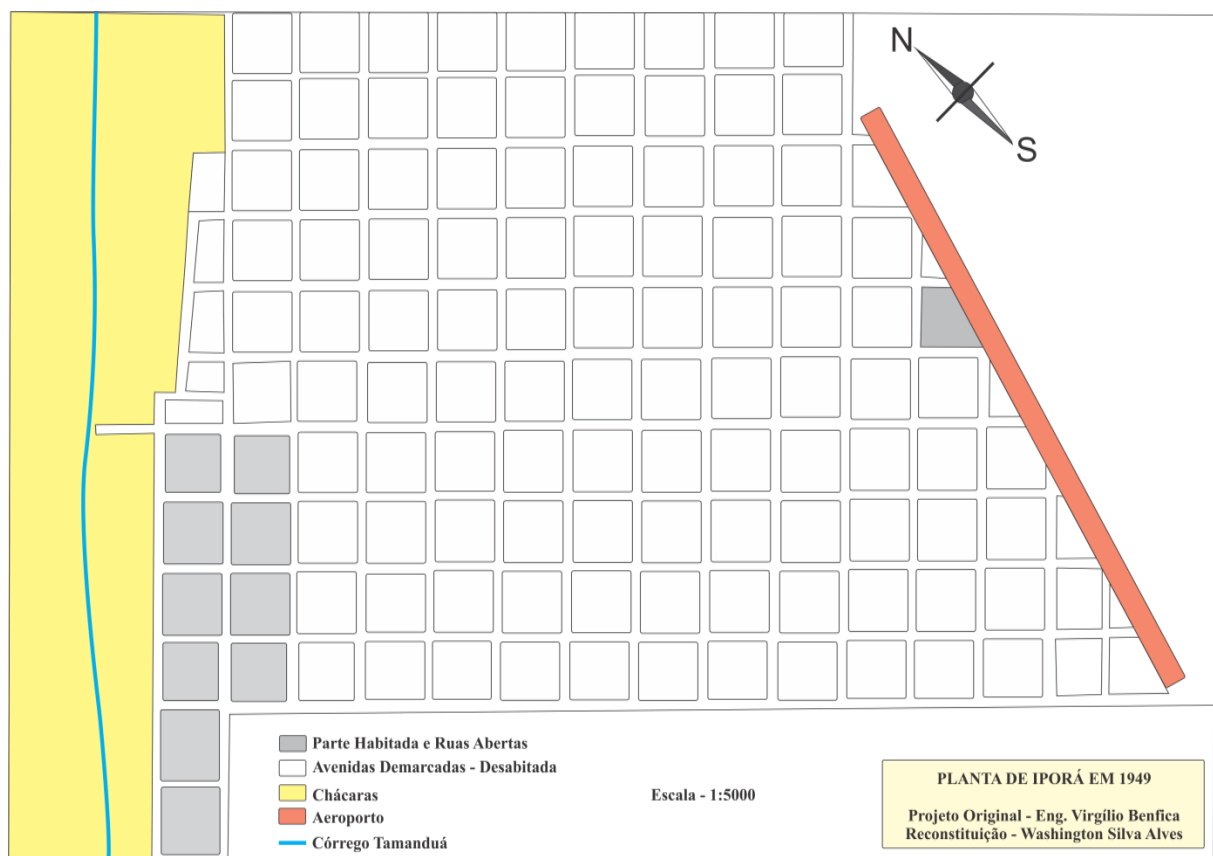 N
S
Parte Habitada e Ruas Abertas
Avenidas Demarcadas - Desabitada
Chácaras
Aeroporto
Córrego Tamanduá
Escala - 1:5000
PLANTA DE IPORÁ EM 1949
Projeto Original - Eng. Virgílio Benfica
Reconstituição - Washington Silva Alves